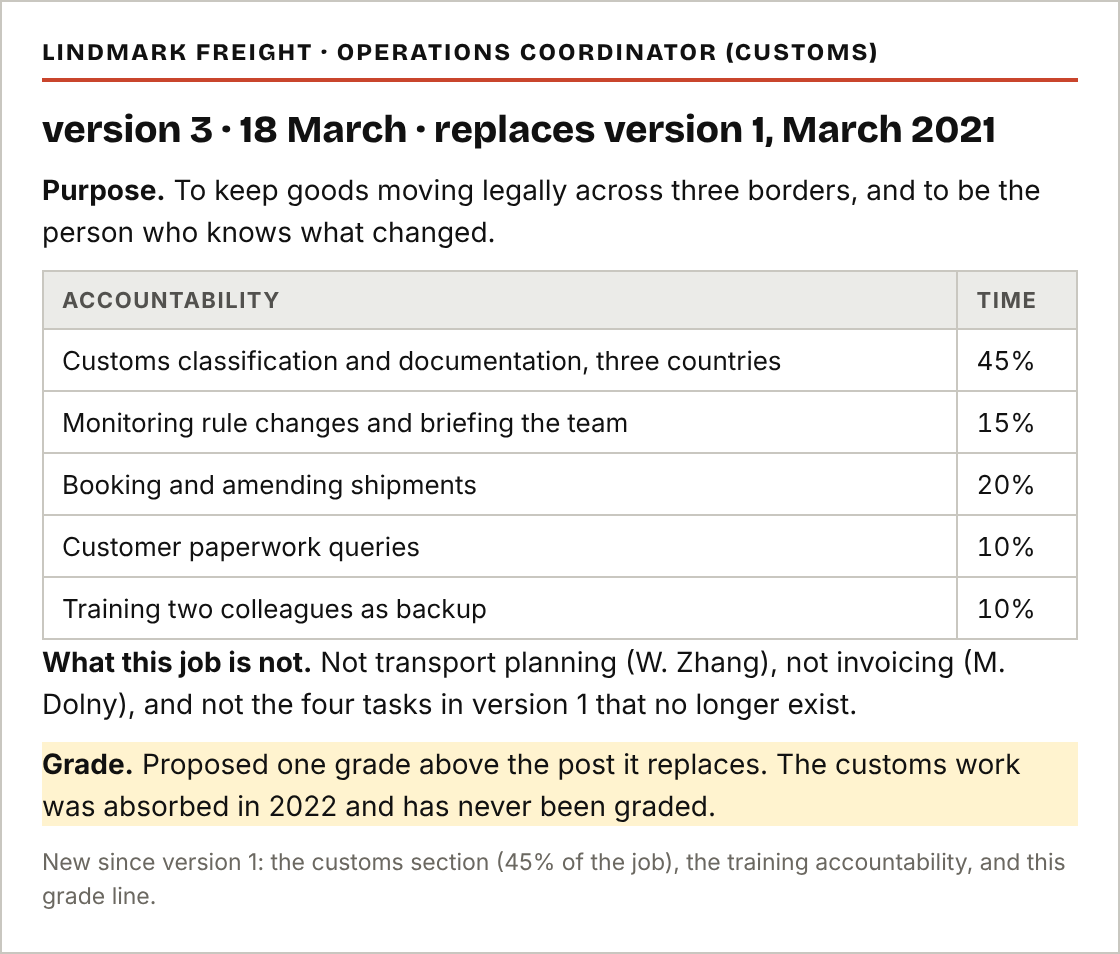 LINDMARK FREIGHT · OPERATIONS COORDINATOR (CUSTOMS)
version 3 · 18 March · replaces version 1, March 2021
Purpose. To keep goods moving legally across three borders, and to be the
person who knows what changed.
ACCOUNTABILITY TIME
Customs classification and documentation, three countries 45%
Monitoring rule changes and briefing the team 15%
Booking and amending shipments 20%
Customer paperwork queries 10%
Training two colleagues as backup 10%
What this job is not. Not transport planning (W. Zhang), not invoicing (M.
Dolny), and not the four tasks in version 1 that no longer exist.
Grade. Proposed one grade above the post it replaces. The customs work
was absorbed in 2022 and has never been graded.
New since version 1: the customs section (45% of the job), the training accountability, and this
grade line.